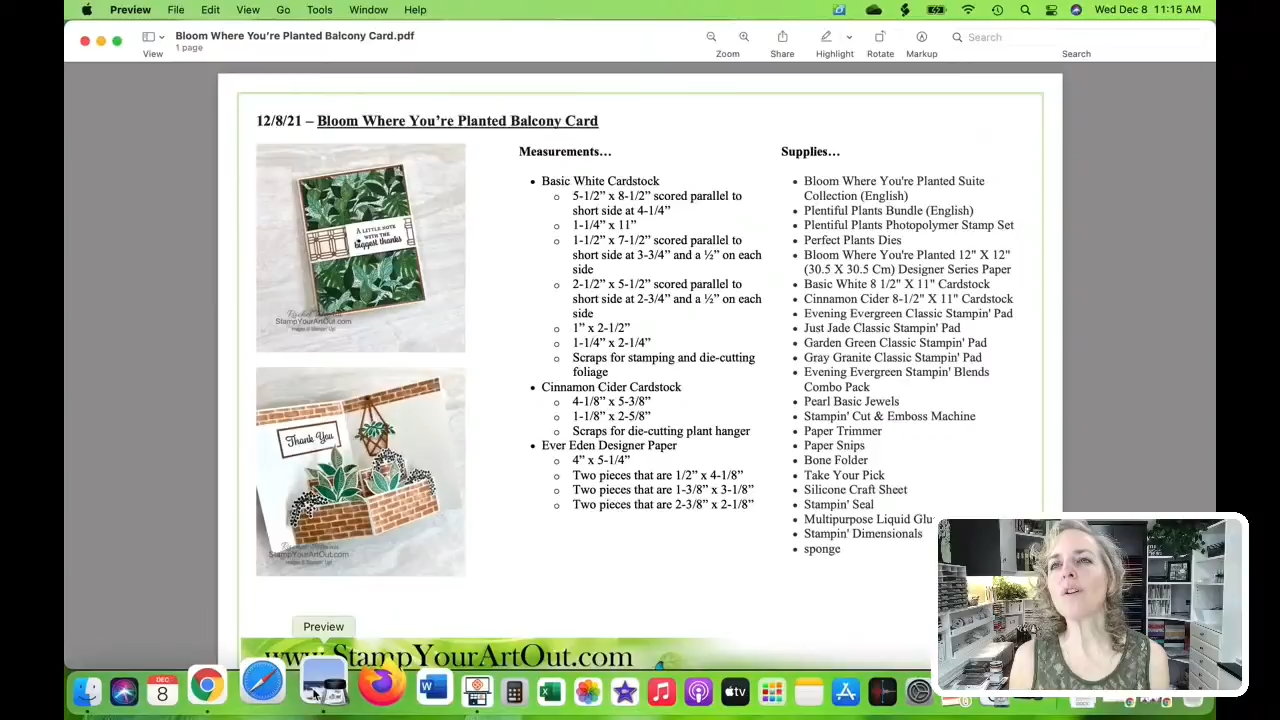 Preview File Edit View Go Tools Window Help
Wed Dec 8 11:15 AM
Bloom Where You're Planted Balcony Card.pdf
1 page
View
Zoom
Share
Highlight
Rotate
Markup
Search
Search
12/8/21 – Bloom Where You're Planted Balcony Card
A LITTLE NOTE
WITH THE
biggest thanks
StampYourArtOut.com
Thank You
StampYourArtOut.com
Measurements…
• Basic White Cardstock
o 5-1/2” x 8-1/2” scored parallel to
short side at 4-1/4”
o 1-1/4” x 11”
o 1-1/2” x 7-1/2” scored parallel to
short side at 3-3/4” and a ½” on each
side
o 2-1/2” x 5-1/2” scored parallel to
short side at 2-3/4” and a ½” on each
side
o 1” x 2-1/2”
o 1-1/4” x 2-1/4”
o Scraps for stamping and die-cutting
foliage
• Cinnamon Cider Cardstock
o 4-1/8” x 5-3/8”
o 1-1/8” x 2-5/8”
o Scraps for die-cutting plant hanger
• Ever Eden Designer Paper
o 4” x 5-1/4”
o Two pieces that are 1/2” x 4-1/8”
o Two pieces that are 1-3/8” x 3-1/8”
o Two pieces that are 2-3/8” x 2-1/8”
Supplies…
• Bloom Where You're Planted Suite
Collection (English)
• Plentiful Plants Bundle (English)
• Plentiful Plants Photopolymer Stamp Set
• Perfect Plants Dies
• Bloom Where You're Planted 12" X 12"
(30.5 X 30.5 Cm) Designer Series Paper
• Basic White 8 1/2" X 11" Cardstock
• Cinnamon Cider 8-1/2" X 11" Cardstock
• Evening Evergreen Classic Stampin' Pad
• Just Jade Classic Stampin' Pad
• Garden Green Classic Stampin' Pad
• Gray Granite Classic Stampin' Pad
• Evening Evergreen Stampin' Blends
Combo Pack
• Pearl Basic Jewels
• Stampin' Cut & Emboss Machine
• Paper Trimmer
• Paper Snips
• Bone Folder
• Take Your Pick
• Silicone Craft Sheet
• Stampin' Seal
• Multipurpose Liquid Glu
• Stampin' Dimensionals
• sponge
Preview
www.StampYourArtOut.com
DEC
8
tv